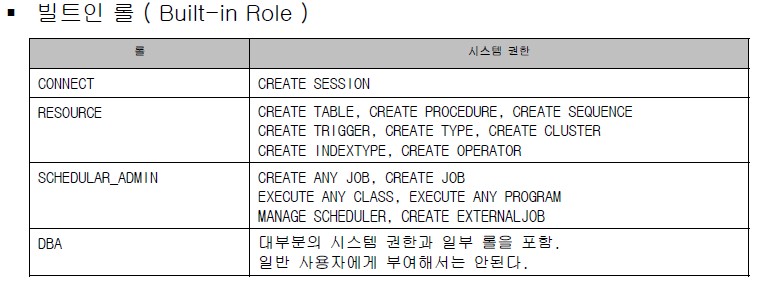 ▪ 빌트인 롤 ( Built-in Role )
롤 시스템 권한
CONNECT CREATE SESSION
RESOURCE CREATE TABLE, CREATE PROCEDURE, CREATE SEQUENCE
CREATE TRIGGER, CREATE TYPE, CREATE CLUSTER
CREATE INDEXTYPE, CREATE OPERATOR
SCHEDULAR_ADMIN CREATE ANY JOB, CREATE JOB
EXECUTE ANY CLASS, EXECUTE ANY PROGRAM
MANAGE SCHEDULER, CREATE EXTERNALJOB
DBA 대부분의 시스템 권한과 일부 롤을 포함.
일반 사용자에게 부여해서는 안된다.